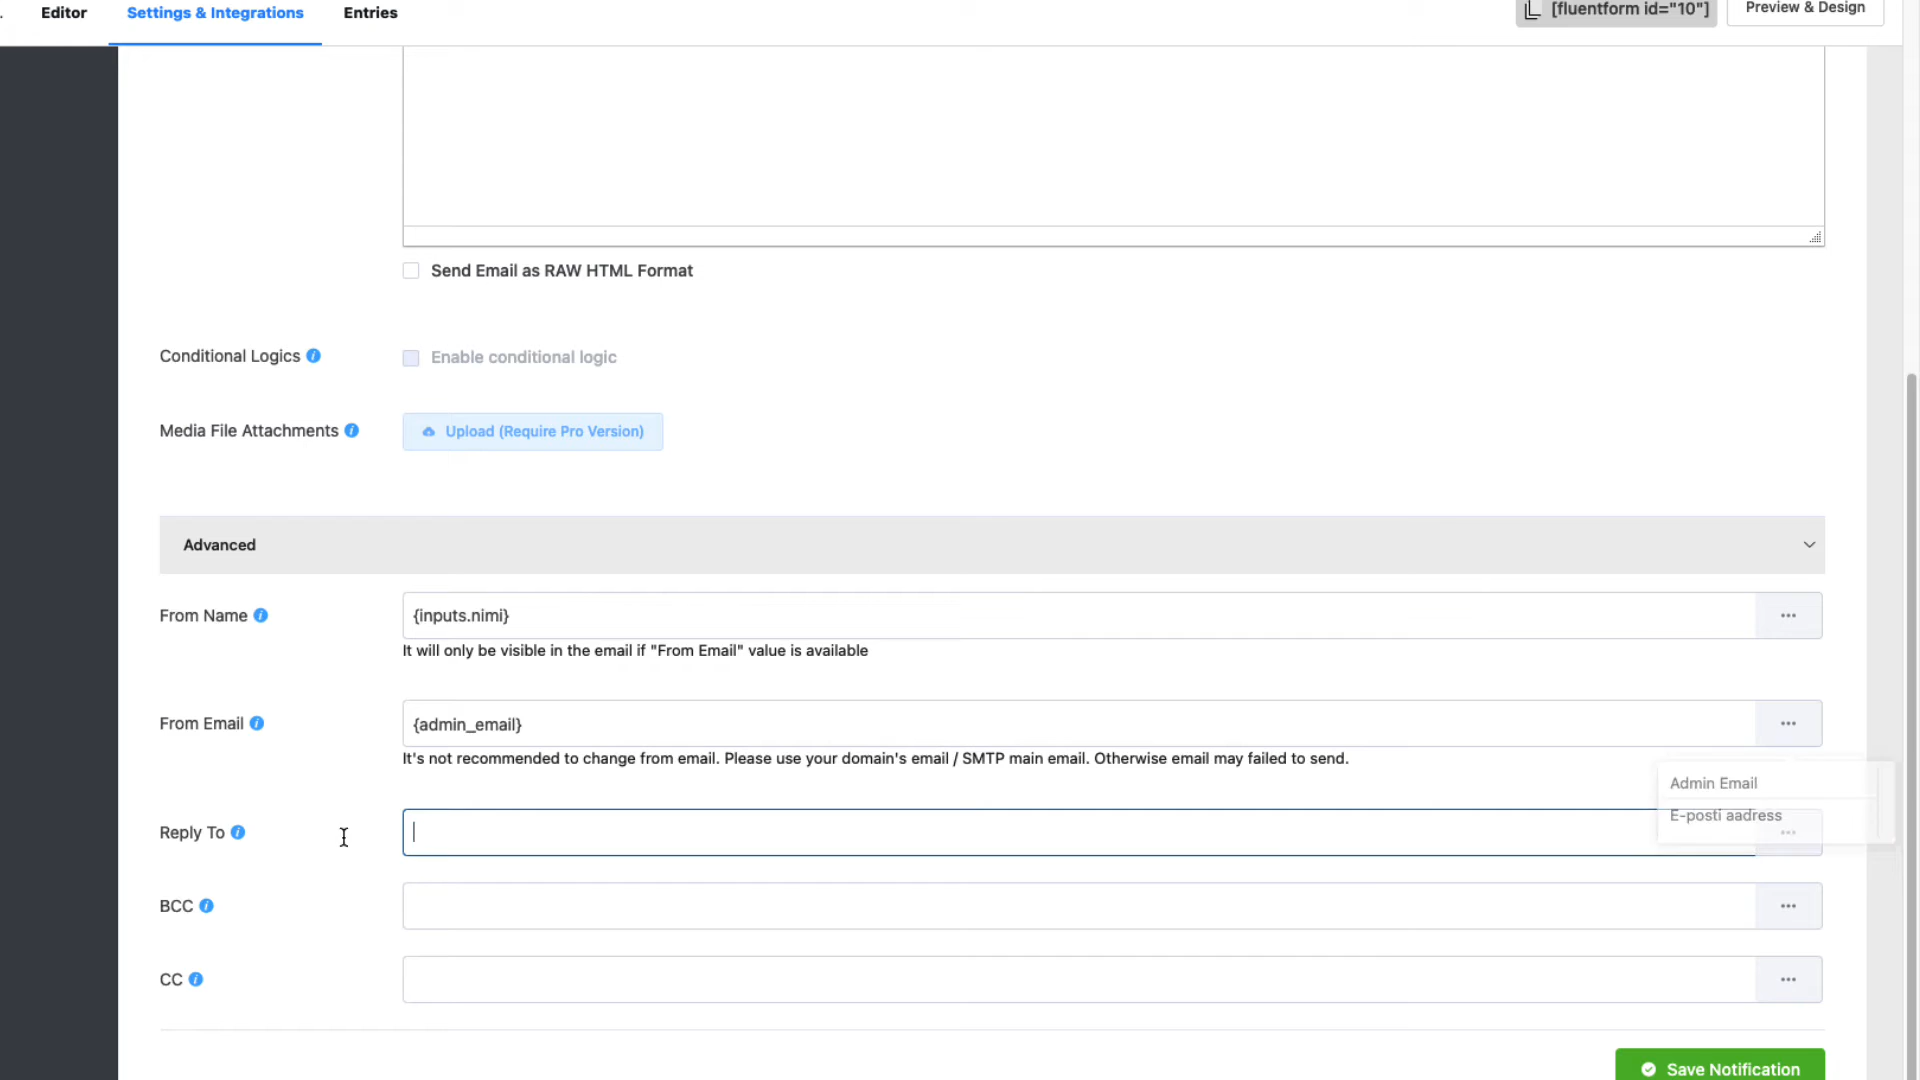 Editor
Settings & Integrations
Entries
[fluentform id="10"]
Preview & Design
Send Email as RAW HTML Format
Conditional Logics
Enable conditional logic
Media File Attachments
Upload (Require Pro Version)
Advanced
From Name
{inputs.nimi}
It will only be visible in the email if "From Email" value is available
From Email
{admin_email}
It's not recommended to change from email. Please use your domain's email / SMTP main email. Otherwise email may failed to send.
Admin Email
E-posti aadress
Reply To
BCC
CC
Save Notification